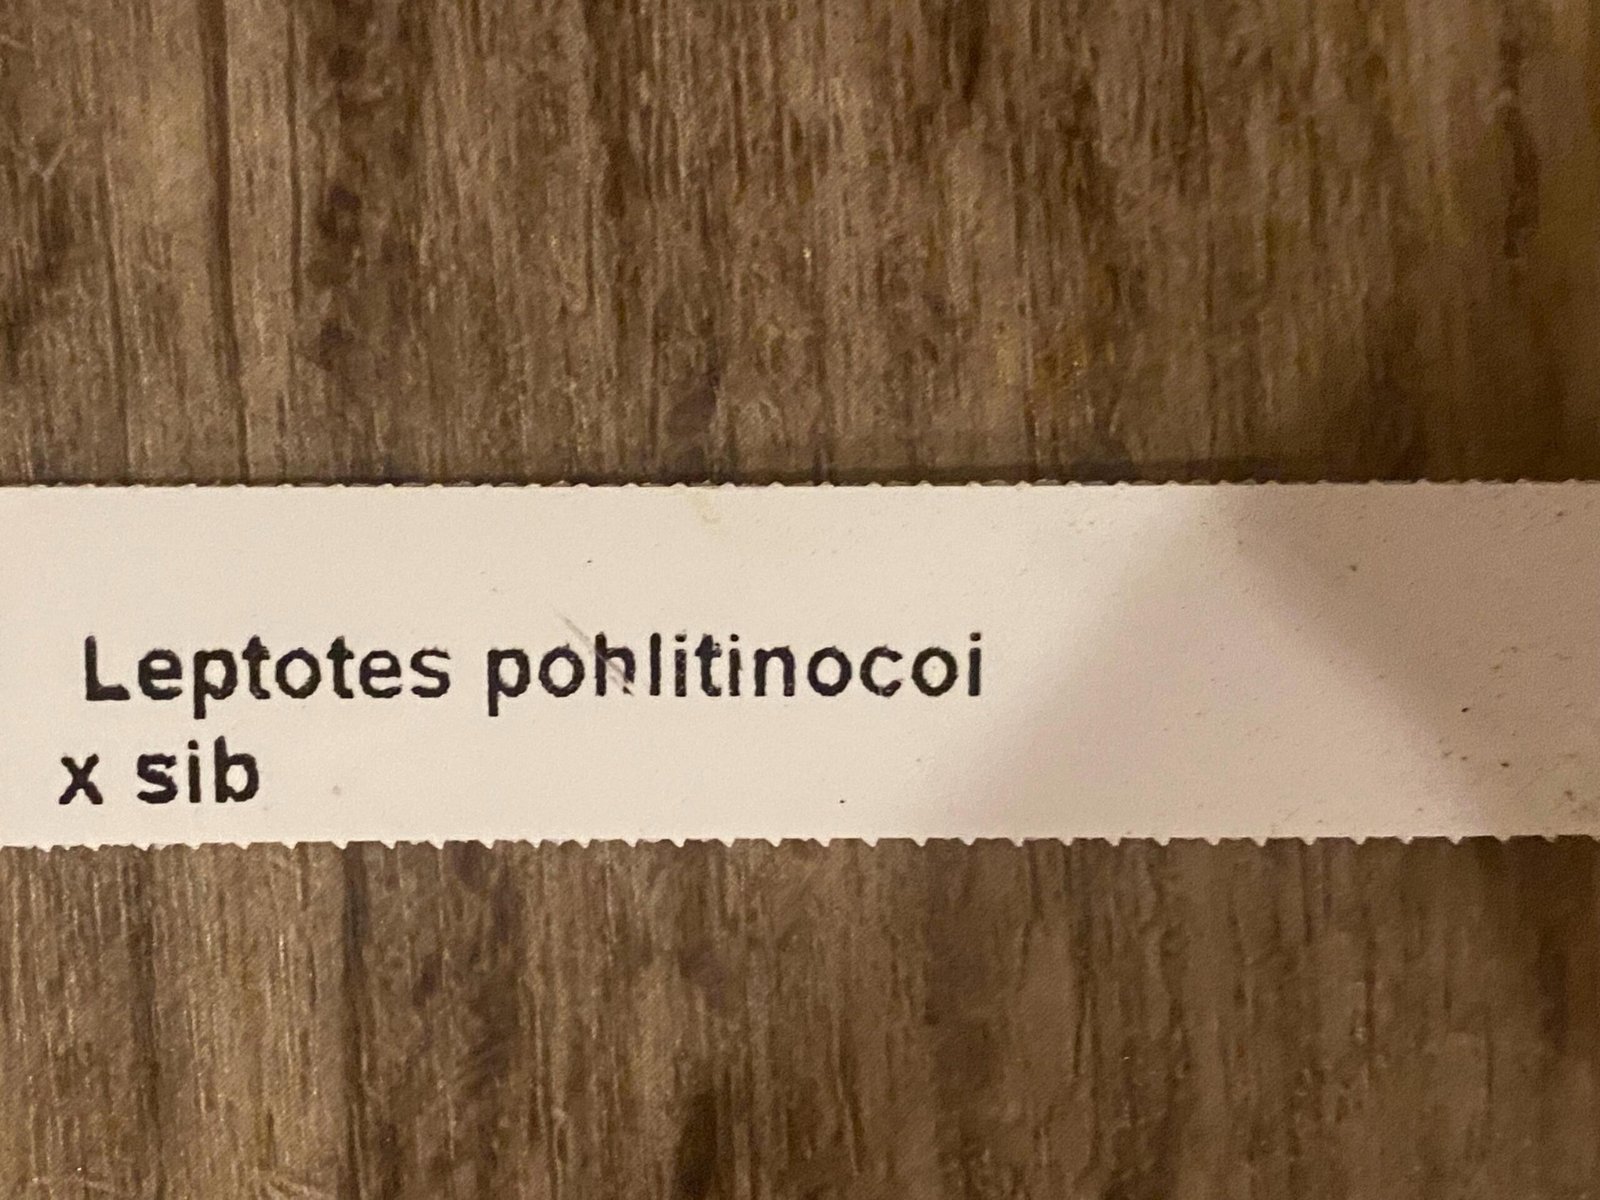 Leptotes pohlitinocoi
x sib